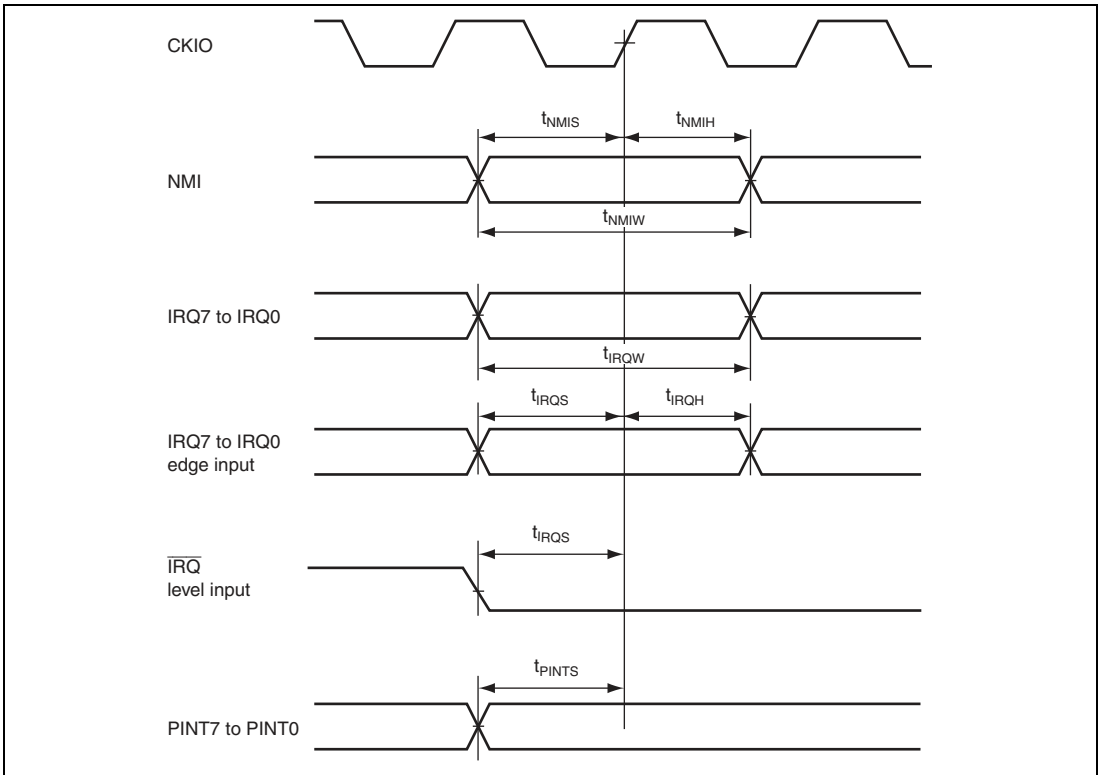 CKIO
tNMIS
tNMIH
NMI
tNMIW
IRQ7 to IRQ0
tIRQW
tIRQS
tIRQH
IRQ7 to IRQ0
edge input
tIRQS
I̅R̅Q̅
level input
tPINTS
PINT7 to PINT0